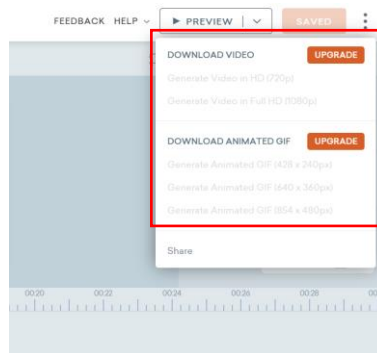 FEEDBACK HELP PREVIEW SAVED
DOWNLOAD VIDEO UPGRADE
Generate Video in HD (720p)
Generate Video in Full HD (1080p)
DOWNLOAD ANIMATED GIF UPGRADE
Generate Animated GIF (428 x 240px)
Generate Animated GIF (640 x 360px)
Generate Animated GIF (854 x 480px)
Share
00:20 00:22 00:24 00:26 00:28